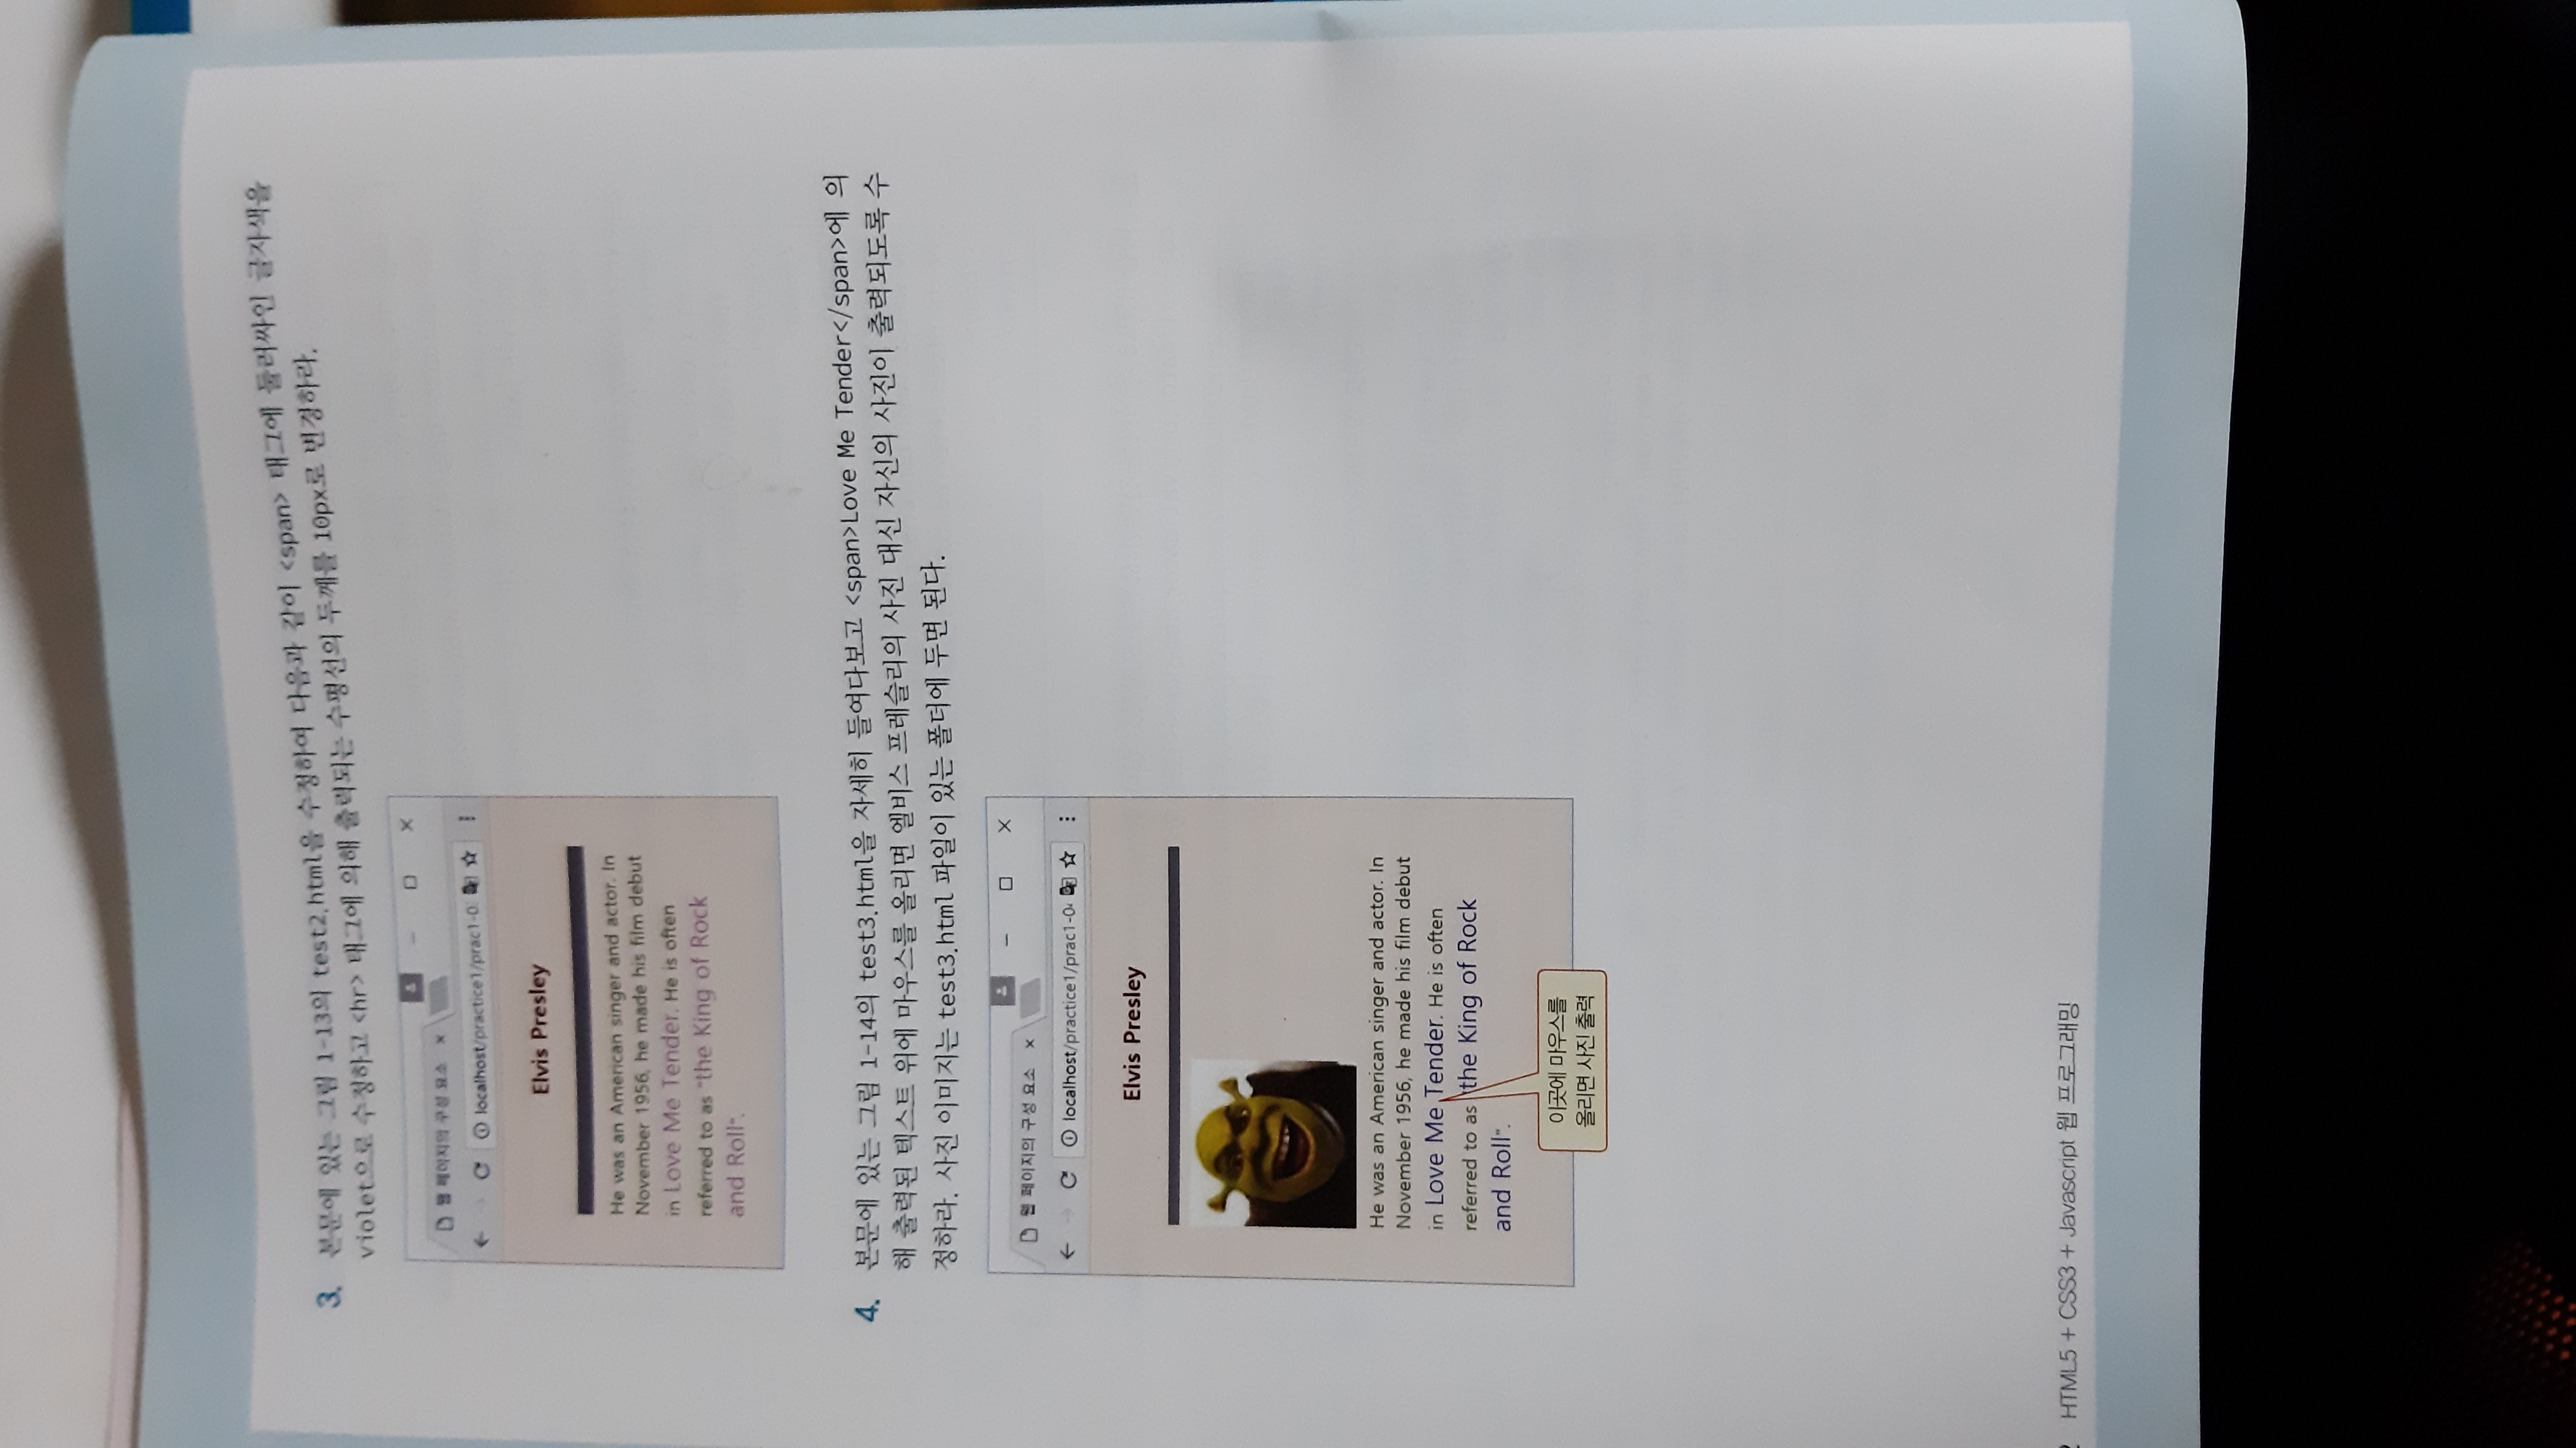 3. 본문에 있는 그림 1-13의 test2.html을 수정하여 다음과 같이 <span> 태그에 둘러싸인 글자색을
violet으로 수정하고 <hr> 태그에 의해 출력되는 수평선의 두께를 10px로 변경하라.
웹 페이지의 구성 요소
localhost/practice1/prac1-0
Elvis Presley
He was an American singer and actor. In
November 1956, he made his film debut
in Love Me Tender. He is often
referred to as "the King of Rock
and Roll".
4. 본문에 있는 그림 1-14의 test3.html을 자세히 들여다보고 <span>Love Me Tender</span>에 의
해 출력된 텍스트 위에 마우스를 올리면 엘비스 프레슬리의 사진 대신 자신의 사진이 출력되도록 수
정하라. 사진 이미지는 test3.html 파일이 있는 폴더에 두면 된다.
웹 페이지의 구성 요소
localhost/practice1/prac1-0
Elvis Presley
He was an American singer and actor. In
November 1956, he made his film debut
in Love Me Tender. He is often
referred to as "the King of Rock
and Roll".
이곳에 마우스를
올리면 사진 출력
2 HTML5 + CSS3 + Javascript 웹 프로그래밍